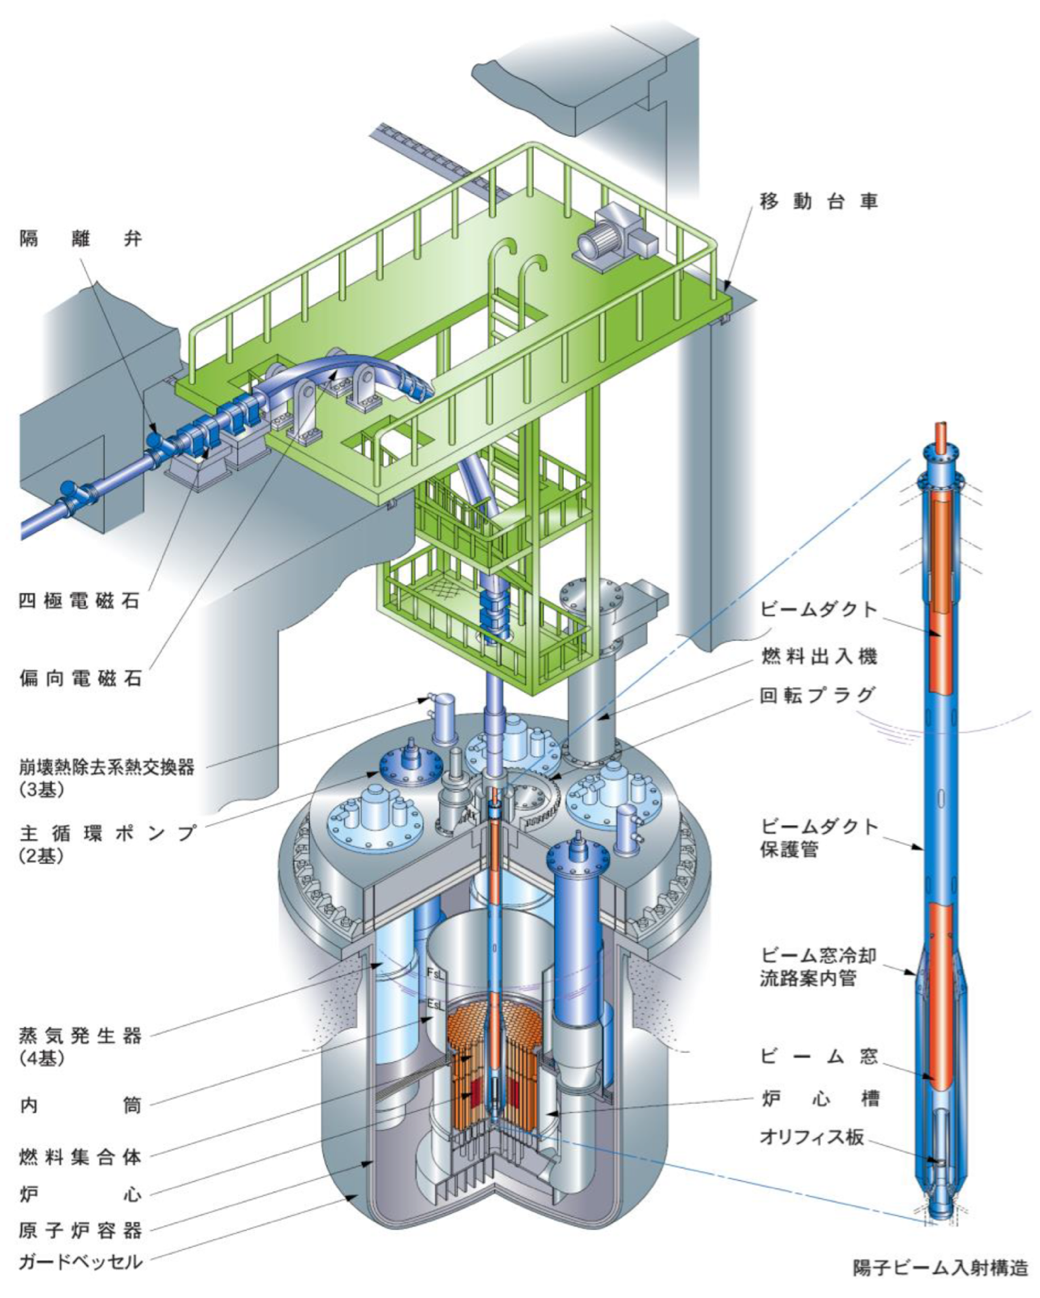 移動台車
隔離弁
四極電磁石
偏向電磁石
崩壊熱除去系熱交換器
(3基)
主循環ポンプ
(2基)
蒸気発生器
(4基)
内筒
燃料集合体
炉心
原子炉容器
ガードベッセル
FsL
EsL
ビームダクト
燃料出入機
回転プラグ
ビームダクト
保護管
ビーム窓冷却
流路案内管
ビーム窓
炉心槽
オリフィス板
陽子ビーム入射構造